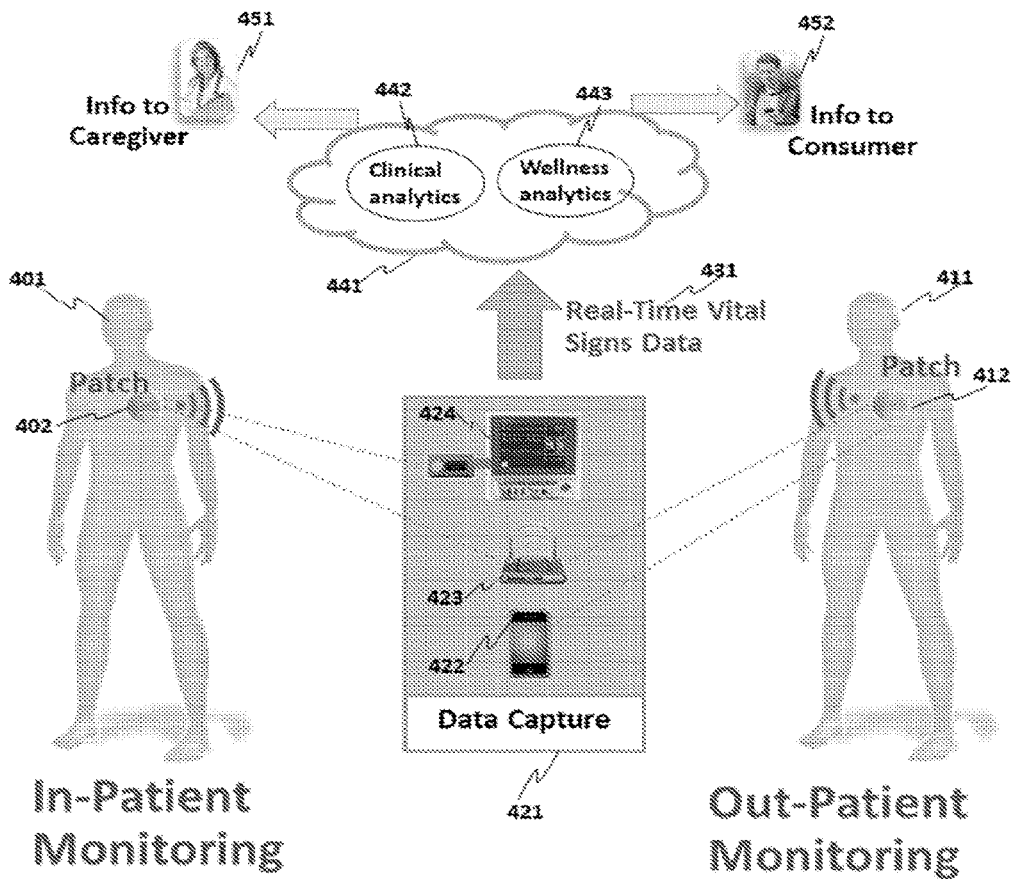 451
452
Info to
Caregiver
442
443
Info to
Consumer
Clinical
analytics
Wellness
analytics
441
401
431
411
Real-Time Vital
Signs Data
Patch
402
Patch
412
424
423
422
Data Capture
421
In-Patient
Monitoring
Out-Patient
Monitoring